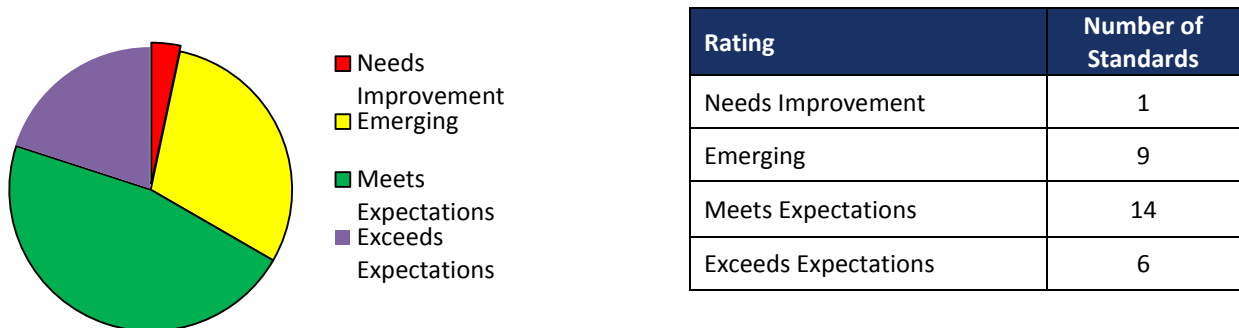 Needs
Improvement
Emerging
Meets
Expectations
Exceeds
Expectations
Rating
Number of
Standards
Needs Improvement 1
Emerging 9
Meets Expectations 14
Exceeds Expectations 6